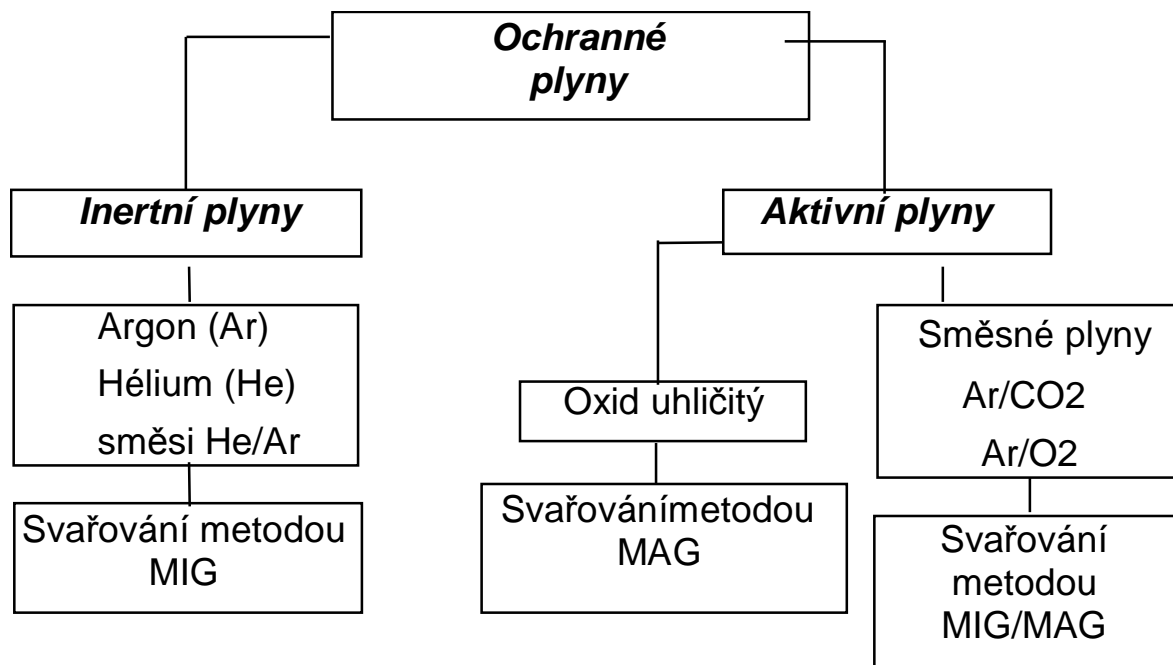 Ochranné
plyny
Inertní plyny
Aktivní plyny
Argon (Ar)
Hélium (He)
směsi He/Ar
Směsné plyny
Ar/CO2
Ar/O2
Oxid uhličitý
Svařování metodou
MIG
Svařovánímetodou
MAG
Svařování
metodou
MIG/MAG